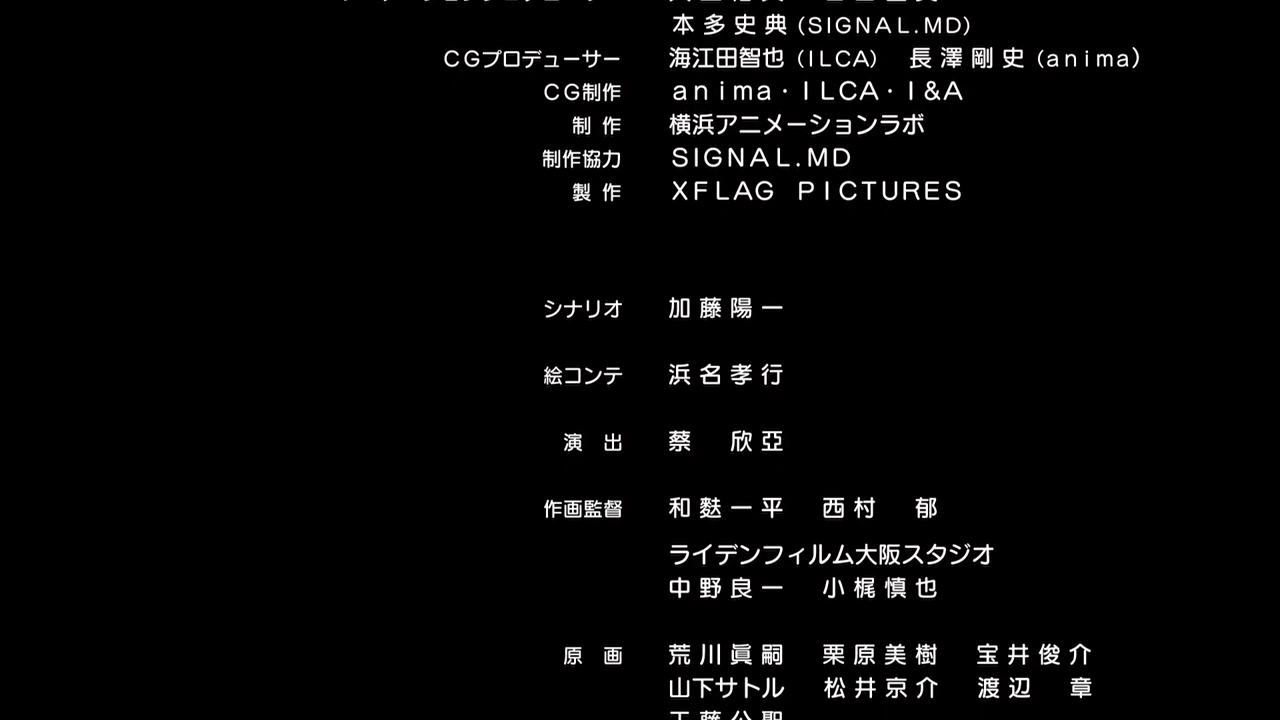 本多史典(SIGNAL.MD)
CGプロデューサー 海江田智也(ILCA) 長澤剛史(anima)
CG制作 anima・ILCA・I&A
制作 横浜アニメーションラボ
制作協力 SIGNAL.MD
製作 XFLAG PICTURES
シナリオ 加藤陽一
絵コンテ 浜名孝行
演出 蔡 欣亞
作画監督 和麩一平 西村 郁
ライデンフィルム大阪スタジオ
中野良一 小梶慎也
原画 荒川眞嗣 栗原美樹 宝井俊介
山下サトル 松井京介 渡辺 章